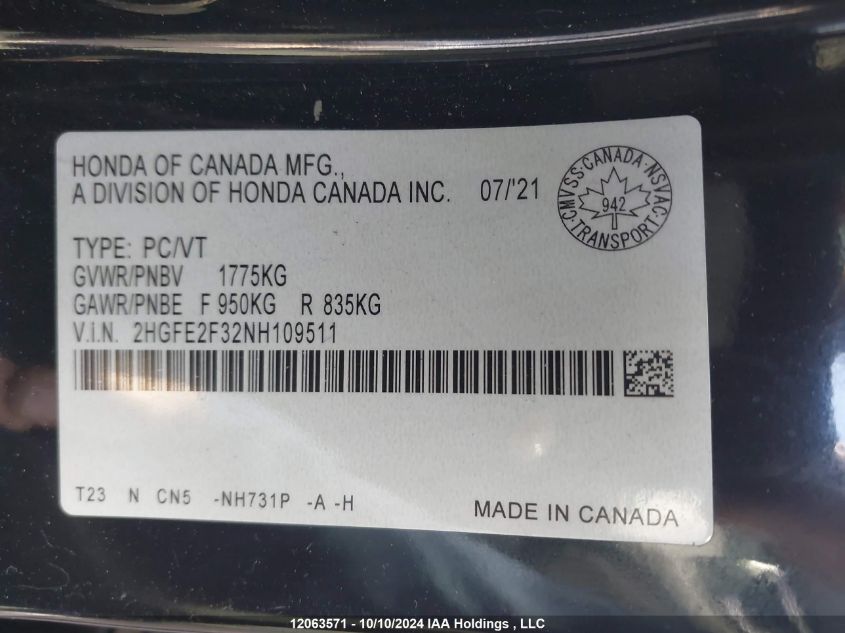 HONDA OF CANADA MFG.,
A DIVISION OF HONDA CANADA INC. 07/'21
CMVSS·CANADA·NSVAC·TRANSPORT·
942
TYPE: PC/VT
GVWR/PNBV 1775KG
GAWR/PNBE F 950KG R 835KG
V.I.N. 2HGFE2F32NH109511
T23 N CN5 -NH731P -A -H
MADE IN CANADA
12063571 - 10/10/2024 IAA Holdings , LLC